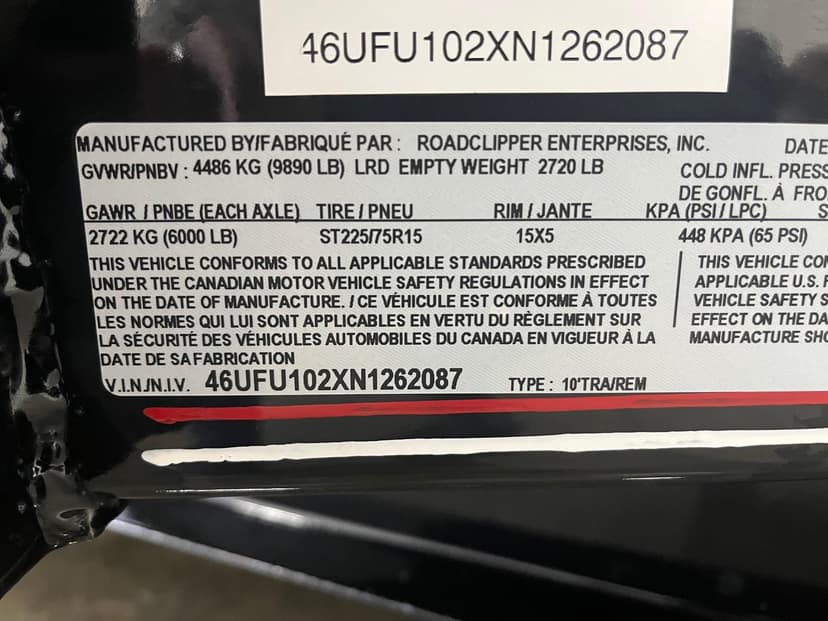 46UFU102XN1262087
MANUFACTURED BY/FABRIQUÉ PAR : ROADCLIPPER ENTERPRISES, INC. DATE
GVWR/PNBV : 4486 KG (9890 LB) LRD EMPTY WEIGHT 2720 LB COLD INFL. PRESS
DE GONFL. À FRO
GAWR / PNBE (EACH AXLE) TIRE / PNEU RIM / JANTE KPA (PSI / LPC) S
2722 KG (6000 LB) ST225/75R15 15X5 448 KPA (65 PSI)
THIS VEHICLE CONFORMS TO ALL APPLICABLE STANDARDS PRESCRIBED
UNDER THE CANADIAN MOTOR VEHICLE SAFETY REGULATIONS IN EFFECT
ON THE DATE OF MANUFACTURE. / CE VÉHICULE EST CONFORME À TOUTES
LES NORMES QUI LUI SONT APPLICABLES EN VERTU DU RÈGLEMENT SUR
LA SÉCURITÉ DES VÉHICULES AUTOMOBILES DU CANADA EN VIGUEUR À LA
DATE DE SA FABRICATION
THIS VEHICLE CO
APPLICABLE U.S.
VEHICLE SAFETY S
EFFECT ON THE DA
MANUFACTURE SHO
V.I.N./N.I.V. 46UFU102XN1262087 TYPE : 10'TRA/REM